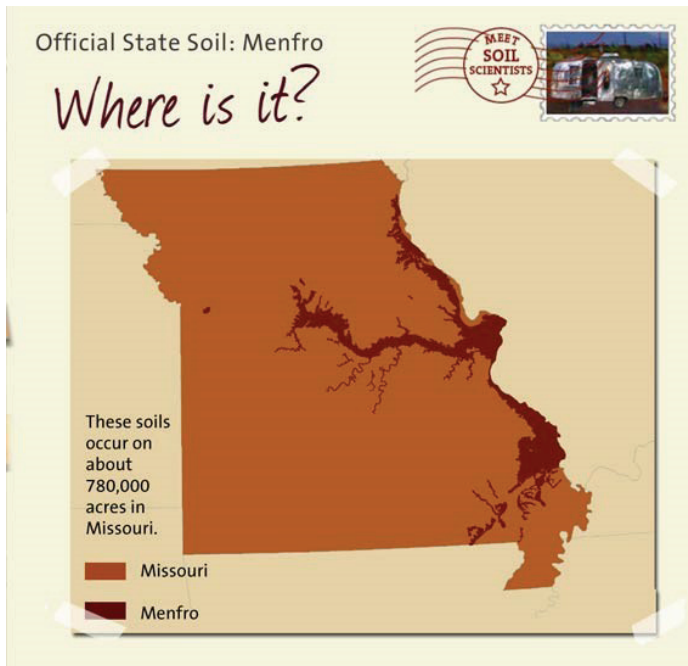 Official State Soil: Menfro
MEET
SOIL
SCIENTISTS
Where is it?
These soils
occur on
about
780,000
acres in
Missouri.
Missouri
Menfro